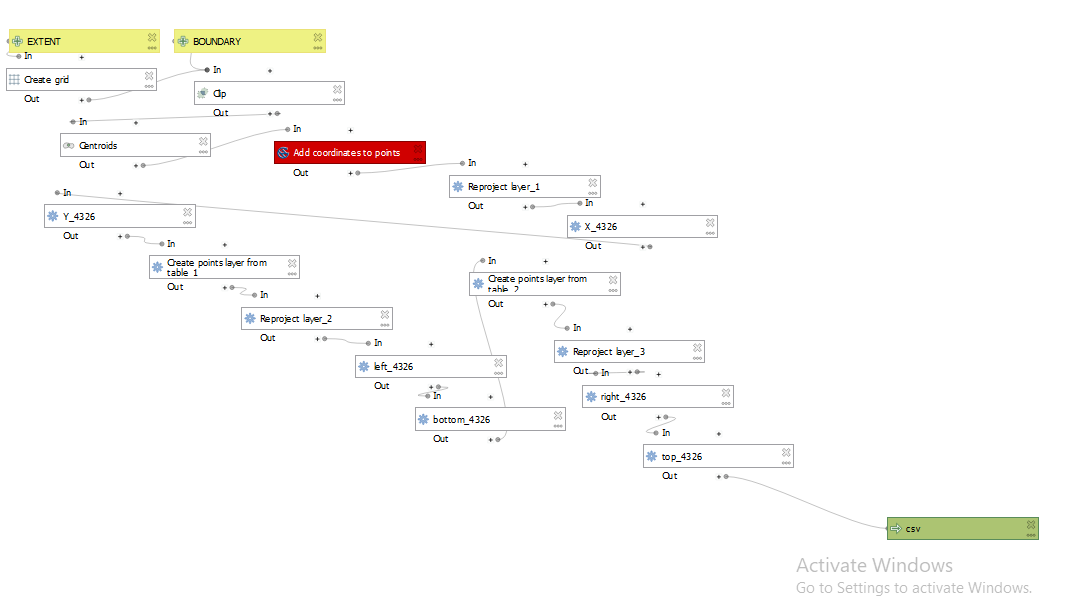 EXTENT
BOUNDARY
In
+
In
+
Create grid
Out
+
Clip
Out
+
In
+
In
+
Centroids
Out
+
Add coordinates to points
Out
+
In
+
Reproject layer_1
Out
+
In
+
Y_4326
Out
+
In
+
X_4326
Out
+
In
+
Create points layer from
table_1
Out
+
In
+
Create points layer from
table_2
Out
+
In
+
Reproject layer_2
Out
+
In
+
Reproject layer_3
Out
+
In
+
left_4326
Out
+
In
+
right_4326
Out
+
In
+
bottom_4326
Out
+
In
+
top_4326
Out
+
csv
Activate Windows
Go to Settings to activate Windows.